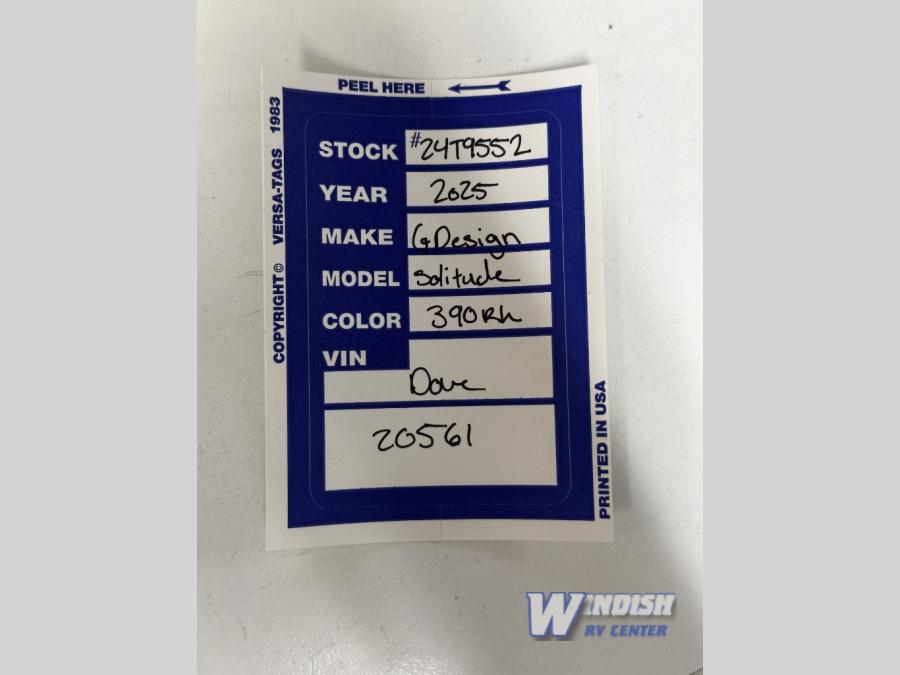 PEEL HERE
COPYRIGHT © VERSA-TAGS 1983
STOCK #24T9552
YEAR 2025
MAKE GDesign
MODEL Solitude
COLOR 390RK
VIN
Dove
20561
PRINTED IN USA
WINDISH
RV CENTER